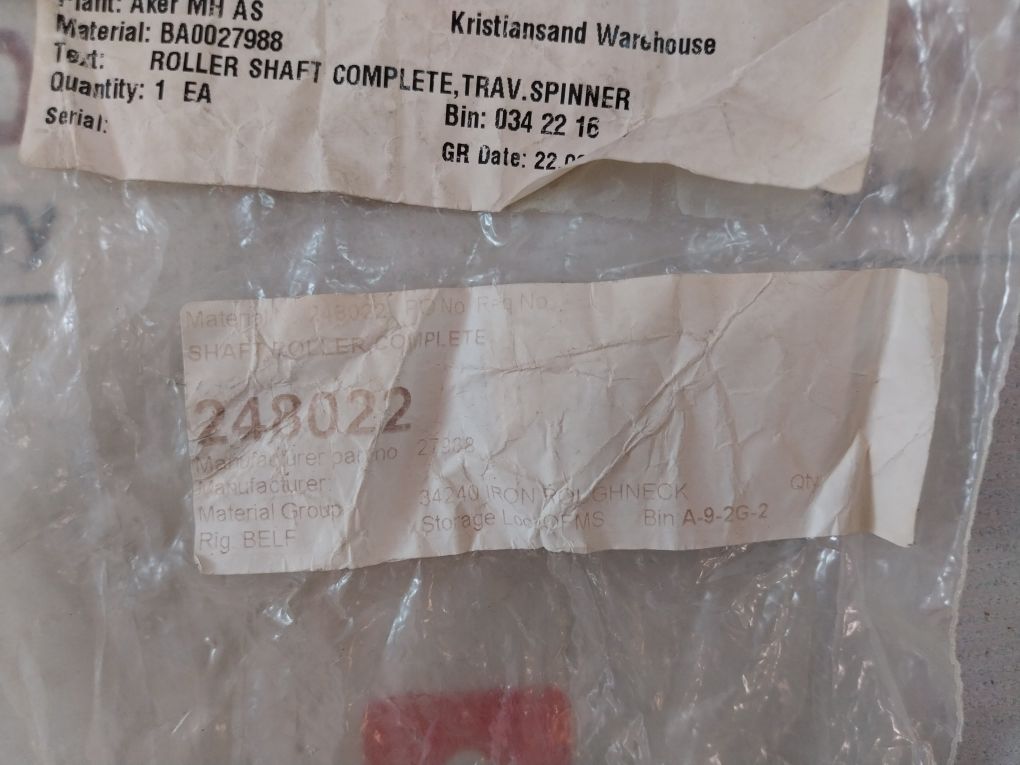 Plant: Aker MH AS
Kristiansand Warehouse
Material: BA0027988
Text: ROLLER SHAFT COMPLETE,TRAV.SPINNER
Quantity: 1 EA
Bin: 034 22 16
Serial:
GR Date: 22.
Material 248022 PO No Req No
SHAFT ROLLER COMPLETE
248022
Manufacturer part no 27988
Manufacturer:
Material Group 34240 IRON ROUGHNECK Qty
Rig BELF Storage Loc OFMS Bin A-9-2G-2